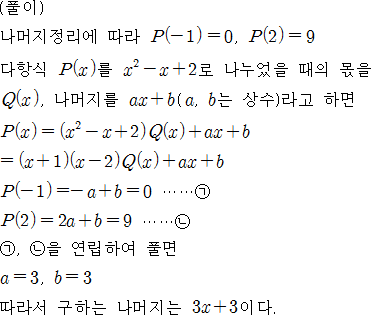 (풀이)
나머지정리에 따라 P(−1)=0, P(2)=9
다항식 P(x)를 x²−x+2로 나누었을 때의 몫을
Q(x), 나머지를 ax+b(a, b는 상수)라고 하면
P(x)=(x²−x+2)Q(x)+ax+b
=(x+1)(x−2)Q(x)+ax+b
P(−1)=−a+b=0 ……㉠
P(2)=2a+b=9 ……㉡
㉠, ㉡을 연립하여 풀면
a=3, b=3
따라서 구하는 나머지는 3x+3이다.